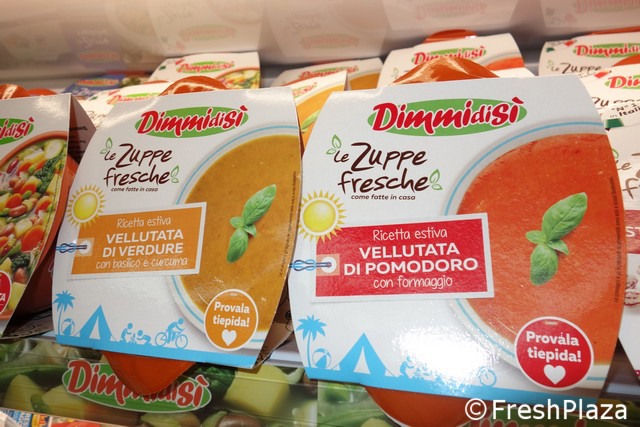 DimmidiSì
Le Zuppe
fresche
come fatte in casa
Ricetta estiva
VELLUTATA
DI VERDURE
con basilico e curcuma
Provala
tiepida!
DimmidiSì
Le Zuppe
fresche
come fatte in casa
Ricetta estiva
VELLUTATA
DI POMODORO
con formaggio
Provala
tiepida!
DimmidiSì
©FreshPlaza